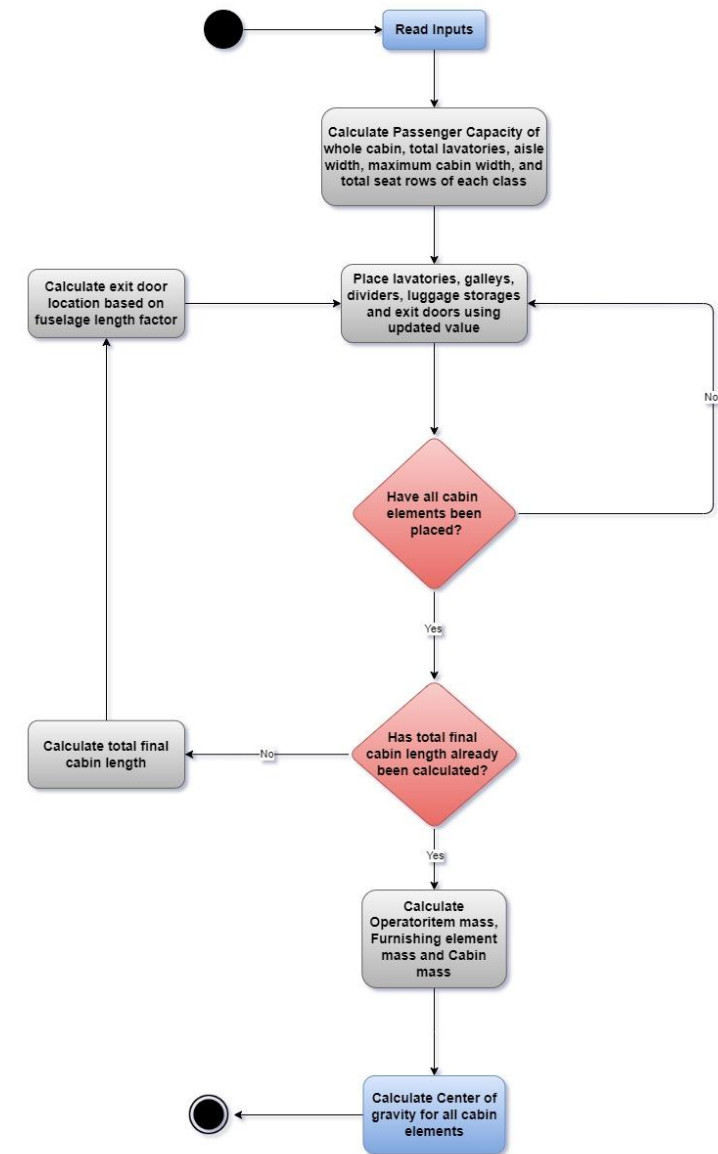 Read Inputs
Calculate Passenger Capacity of
whole cabin, total lavatories, aisle
width, maximum cabin width, and
total seat rows of each class
Calculate exit door
location based on
fuselage length factor
Place lavatories, galleys,
dividers, luggage storages
and exit doors using
updated value
No
Have all cabin
elements been
placed?
Yes
Calculate total final
cabin length
No
Has total final
cabin length already
been calculated?
Yes
Calculate
Operatoritem mass,
Furnishing element
mass and Cabin
mass
Calculate Center of
gravity for all cabin
elements